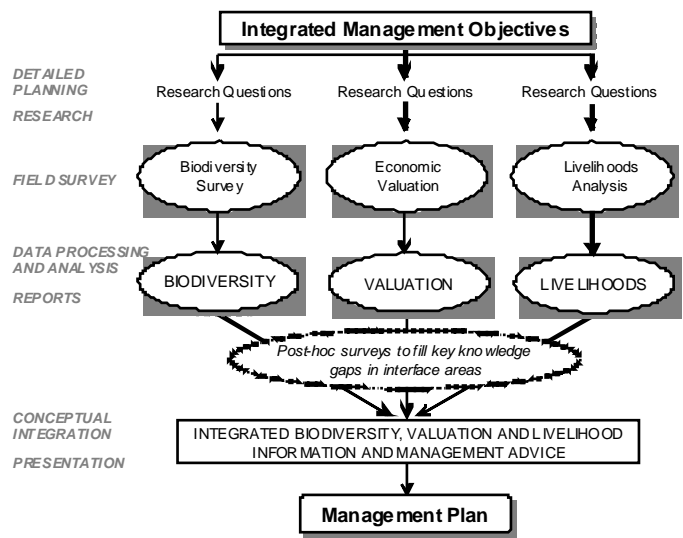 Integrated Management Objectives
DETAILED
PLANNING
Research Questions
Research Questions
Research Questions
RESEARCH
Biodiversity
Survey
Economic
Valuation
Livelihoods
Analysis
FIELD SURVEY
DATA PROCESSING
AND ANALYSIS
BIODIVERSITY
VALUATION
LIVELIHOODS
REPORTS
Post-hoc surveys to fill key knowledge
gaps in interface areas
CONCEPTUAL
INTEGRATION
INTEGRATED BIODIVERSITY, VALUATION AND LIVELIHOOD
INFORMATION AND MANAGEMENT ADVICE
PRESENTATION
Management Plan